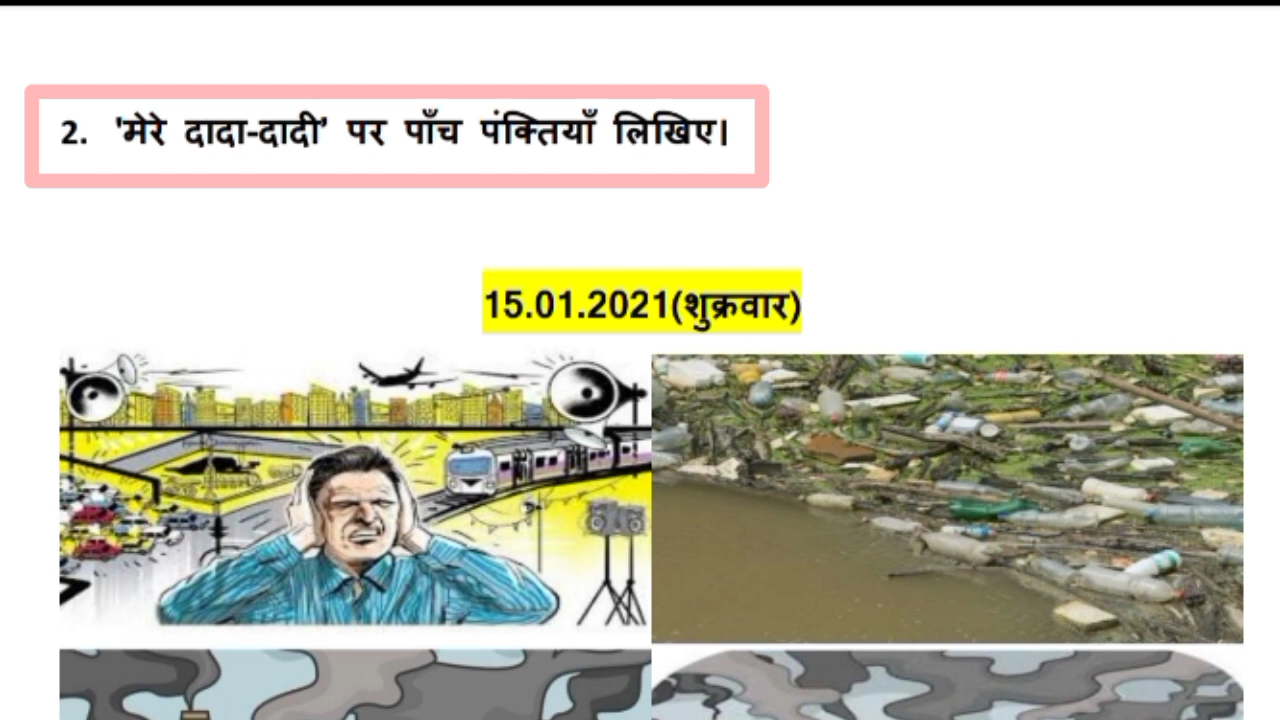 2. 'मेरे दादा-दादी’ पर पाँच पंक्तियाँ लिखिए।
15.01.2021(शुक्रवार)